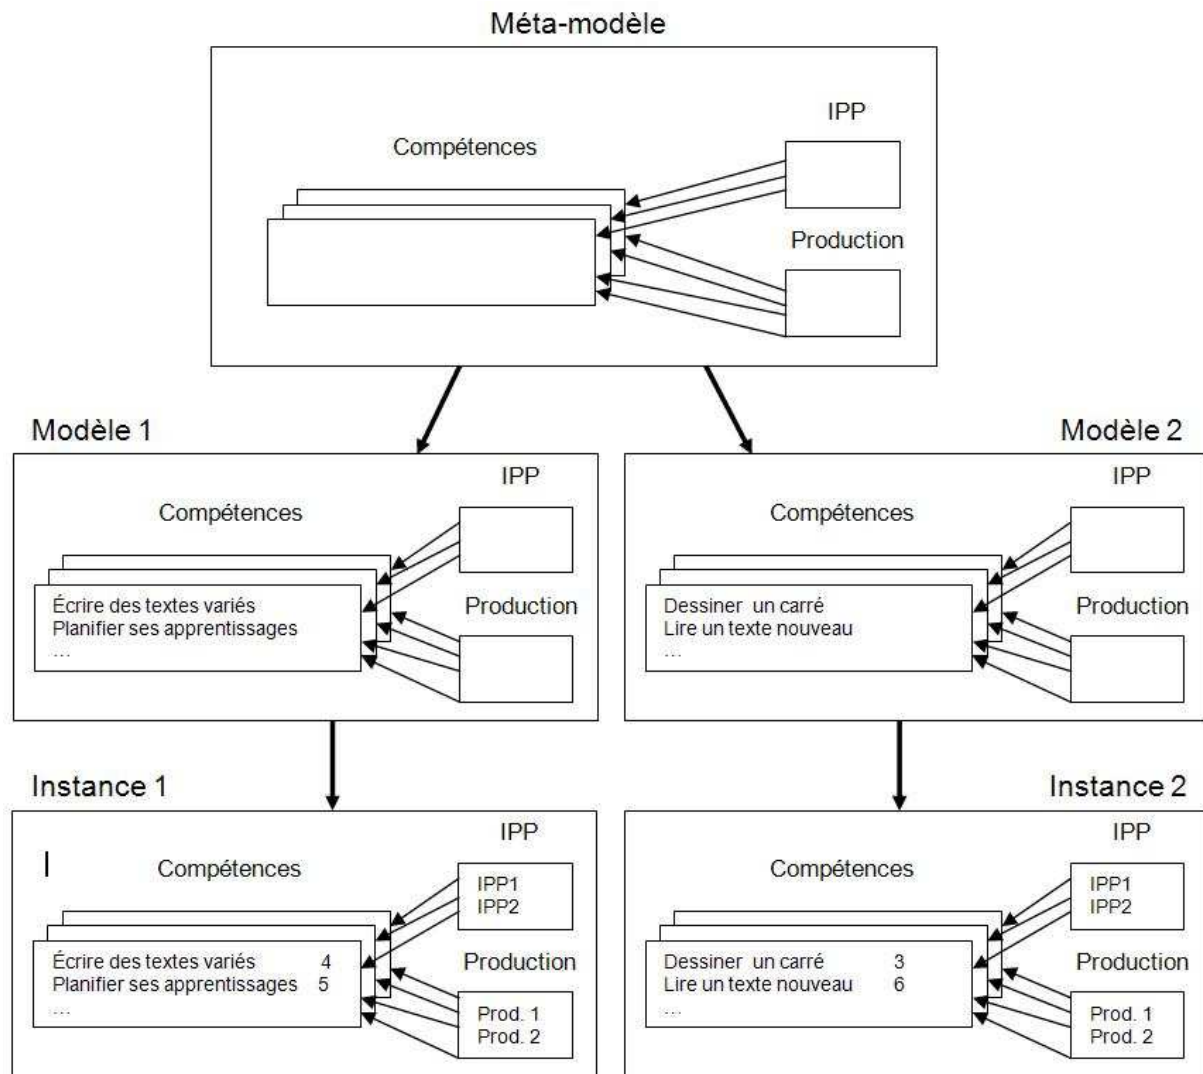 Méta-modèle
IPP
Compétences
Production
Modèle 1
IPP
Compétences
Écrire des textes variés
Planifier ses apprentissages
...
Production
Modèle 2
IPP
Compétences
Dessiner un carré
Lire un texte nouveau
...
Production
Instance 1
IPP
Compétences
IPP1
IPP2
Écrire des textes variés 4
Planifier ses apprentissages 5
...
Production
Prod. 1
Prod. 2
Instance 2
IPP
Compétences
IPP1
IPP2
Dessiner un carré 3
Lire un texte nouveau 6
...
Production
Prod. 1
Prod. 2